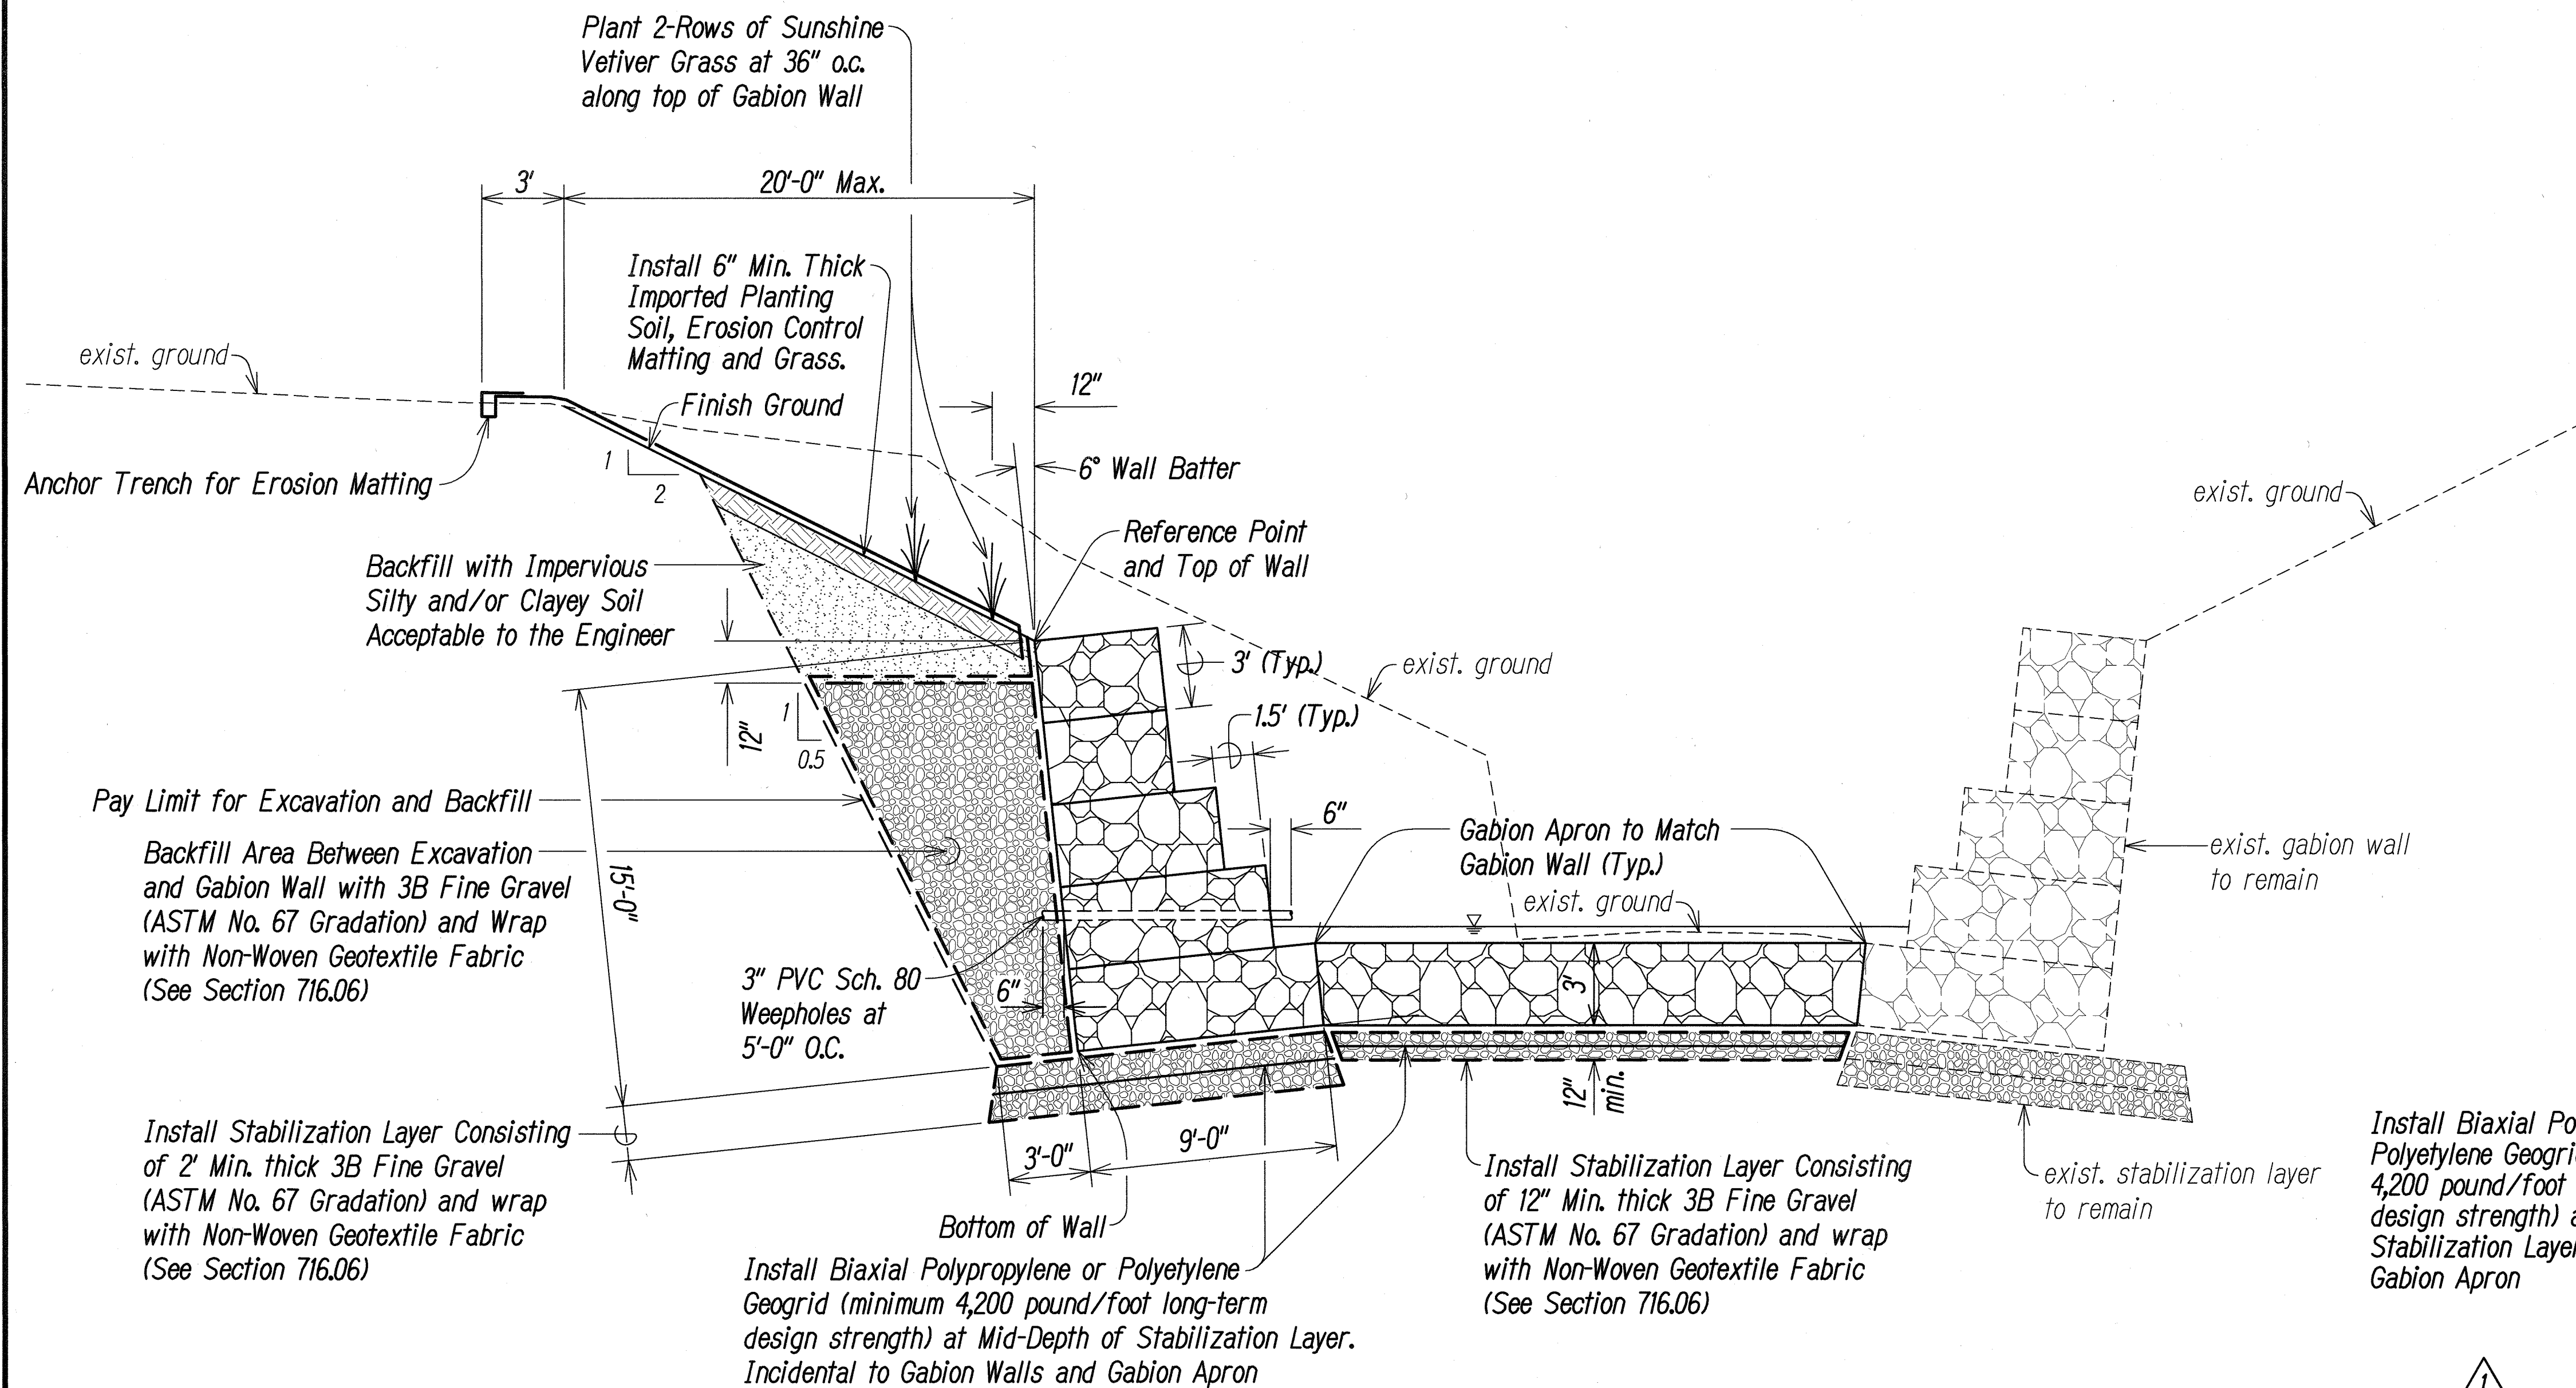 Plant 2-Rows of Sunshine
Vetiver Grass at 36" o.c.
along top of Gabion Wall
3'
20'-0" Max.
Install 6" Min. Thick
Imported Planting
Soil, Erosion Control
Matting and Grass.
exist. ground
12"
Finish Ground
6° Wall Batter
1
2
Anchor Trench for Erosion Matting
exist. ground
Reference Point
and Top of Wall
Backfill with Impervious
Silty and/or Clayey Soil
Acceptable to the Engineer
3' (Typ.)
exist. ground
1.5' (Typ.)
1
0.5
12"
Pay Limit for Excavation and Backfill
6"
Gabion Apron to Match
Gabion Wall (Typ.)
exist. gabion wall
to remain
Backfill Area Between Excavation
and Gabion Wall with 3B Fine Gravel
(ASTM No. 67 Gradation) and Wrap
with Non-Woven Geotextile Fabric
(See Section 716.06)
15'-0"
exist. ground
3" PVC Sch. 80
Weepholes at
5'-0" O.C.
6"
3'
12"
min.
Install Stabilization Layer Consisting
of 2' Min. thick 3B Fine Gravel
(ASTM No. 67 Gradation) and wrap
with Non-Woven Geotextile Fabric
(See Section 716.06)
3'-0"
9'-0"
Bottom of Wall
Install Stabilization Layer Consisting
of 12" Min. thick 3B Fine Gravel
(ASTM No. 67 Gradation) and wrap
with Non-Woven Geotextile Fabric
(See Section 716.06)
exist. stabilization layer
to remain
Install Biaxial Polypropylene or Polyetylene
Geogrid (minimum 4,200 pound/foot long-term
design strength) at Mid-Depth of Stabilization Layer.
Incidental to Gabion Walls and Gabion Apron
Install Biaxial Po
Polyetylene Geogri
4,200 pound/foot
design strength) a
Stabilization Layer
Gabion Apron
1